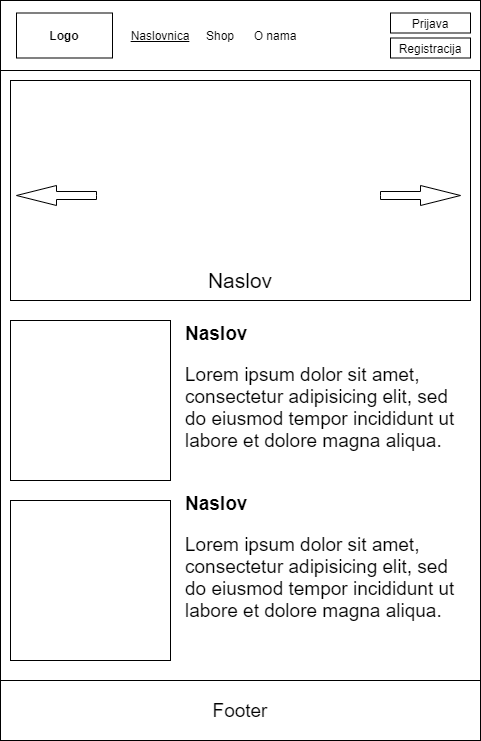 Logo
Naslovnica Shop O nama
Prijava
Registracija
Naslov
Naslov
Lorem ipsum dolor sit amet,
consectetur adipisicing elit, sed
do eiusmod tempor incididunt ut
labore et dolore magna aliqua.
Naslov
Lorem ipsum dolor sit amet,
consectetur adipisicing elit, sed
do eiusmod tempor incididunt ut
labore et dolore magna aliqua.
Footer